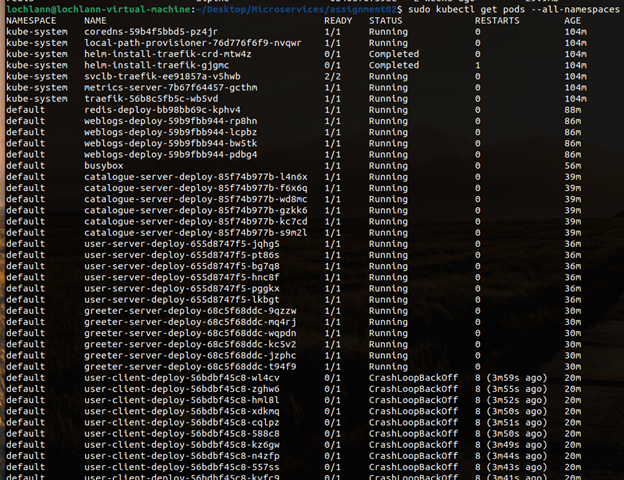 lochlann@lochlann-virtual-machine:~/Desktop/Microservices/assignment02$ sudo kubectl get pods --all-namespaces
NAMESPACE NAME READY STATUS RESTARTS AGE
kube-system coredns-59b4f5bbd5-pz4jr 1/1 Running 0 104m
kube-system local-path-provisioner-76d776f6f9-nvqwr 1/1 Running 0 104m
kube-system helm-install-traefik-crd-mtw4z 0/1 Completed 0 104m
kube-system helm-install-traefik-gjgmc 0/1 Completed 1 104m
kube-system svclb-traefik-ee91857a-v5hwb 2/2 Running 0 104m
kube-system metrics-server-7b67f64457-gcthm 1/1 Running 0 104m
kube-system traefik-56b8c5fb5c-wb5vd 1/1 Running 0 104m
default redis-deploy-bb98bb69c-kphv4 1/1 Running 0 88m
default weblogs-deploy-59b9fbb944-rp8hn 1/1 Running 0 86m
default weblogs-deploy-59b9fbb944-lcpbz 1/1 Running 0 86m
default weblogs-deploy-59b9fbb944-bw5tk 1/1 Running 0 86m
default weblogs-deploy-59b9fbb944-pdbg4 1/1 Running 0 86m
default busybox 1/1 Running 0 56m
default catalogue-server-deploy-85f74b977b-l4n6x 1/1 Running 0 39m
default catalogue-server-deploy-85f74b977b-f6x6q 1/1 Running 0 39m
default catalogue-server-deploy-85f74b977b-wd8mc 1/1 Running 0 39m
default catalogue-server-deploy-85f74b977b-gzkk6 1/1 Running 0 39m
default catalogue-server-deploy-85f74b977b-kc7cd 1/1 Running 0 39m
default catalogue-server-deploy-85f74b977b-s9m2l 1/1 Running 0 39m
default user-server-deploy-655d8747f5-jqhg5 1/1 Running 0 36m
default user-server-deploy-655d8747f5-pt86s 1/1 Running 0 36m
default user-server-deploy-655d8747f5-bg7q8 1/1 Running 0 36m
default user-server-deploy-655d8747f5-hnc8f 1/1 Running 0 36m
default user-server-deploy-655d8747f5-pggkx 1/1 Running 0 36m
default user-server-deploy-655d8747f5-lkbgt 1/1 Running 0 36m
default greeter-server-deploy-68c5f68ddc-9qzzw 1/1 Running 0 30m
default greeter-server-deploy-68c5f68ddc-mq4rj 1/1 Running 0 30m
default greeter-server-deploy-68c5f68ddc-wqpdn 1/1 Running 0 30m
default greeter-server-deploy-68c5f68ddc-kc5v2 1/1 Running 0 30m
default greeter-server-deploy-68c5f68ddc-jzphc 1/1 Running 0 30m
default greeter-server-deploy-68c5f68ddc-t94f9 1/1 Running 0 30m
default user-client-deploy-56bdbf45c8-wl4cv 0/1 CrashLoopBackOff 8 (3m59s ago) 20m
default user-client-deploy-56bdbf45c8-zghw6 0/1 CrashLoopBackOff 8 (3m55s ago) 20m
default user-client-deploy-56bdbf45c8-hml8l 0/1 CrashLoopBackOff 8 (3m52s ago) 20m
default user-client-deploy-56bdbf45c8-xdkmq 0/1 CrashLoopBackOff 8 (3m50s ago) 20m
default user-client-deploy-56bdbf45c8-cqlpz 0/1 CrashLoopBackOff 8 (3m51s ago) 20m
default user-client-deploy-56bdbf45c8-588c8 0/1 CrashLoopBackOff 8 (3m50s ago) 20m
default user-client-deploy-56bdbf45c8-kz6gw 0/1 CrashLoopBackOff 8 (3m49s ago) 20m
default user-client-deploy-56bdbf45c8-n4zfp 0/1 CrashLoopBackOff 8 (3m44s ago) 20m
default user-client-deploy-56bdbf45c8-557ss 0/1 CrashLoopBackOff 8 (3m43s ago) 20m
default 0/1 CrashLoopBackOff 8 (3m41s ago) 20m